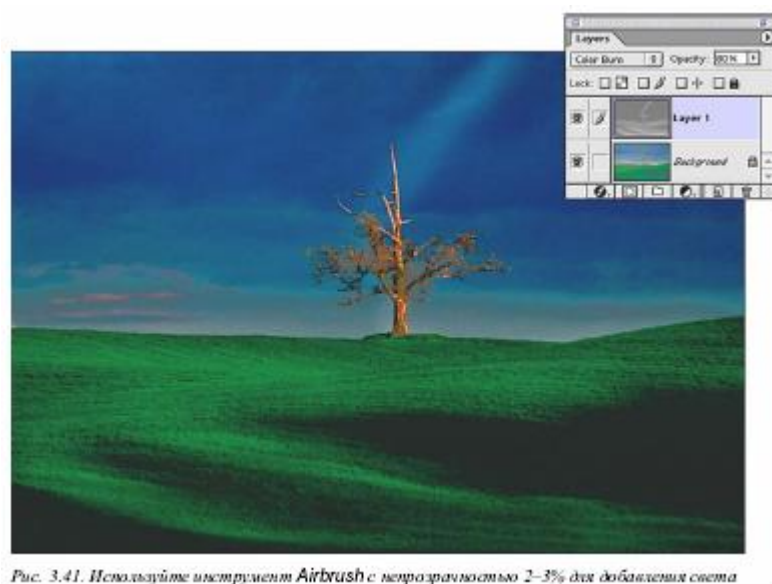 Layers
Color Burn Opacity: 80%
Lock:
Layer 1
Background
Рис. 3.41. Используйте инструмент Airbrush с непрозрачностью 2–3% для добавления света